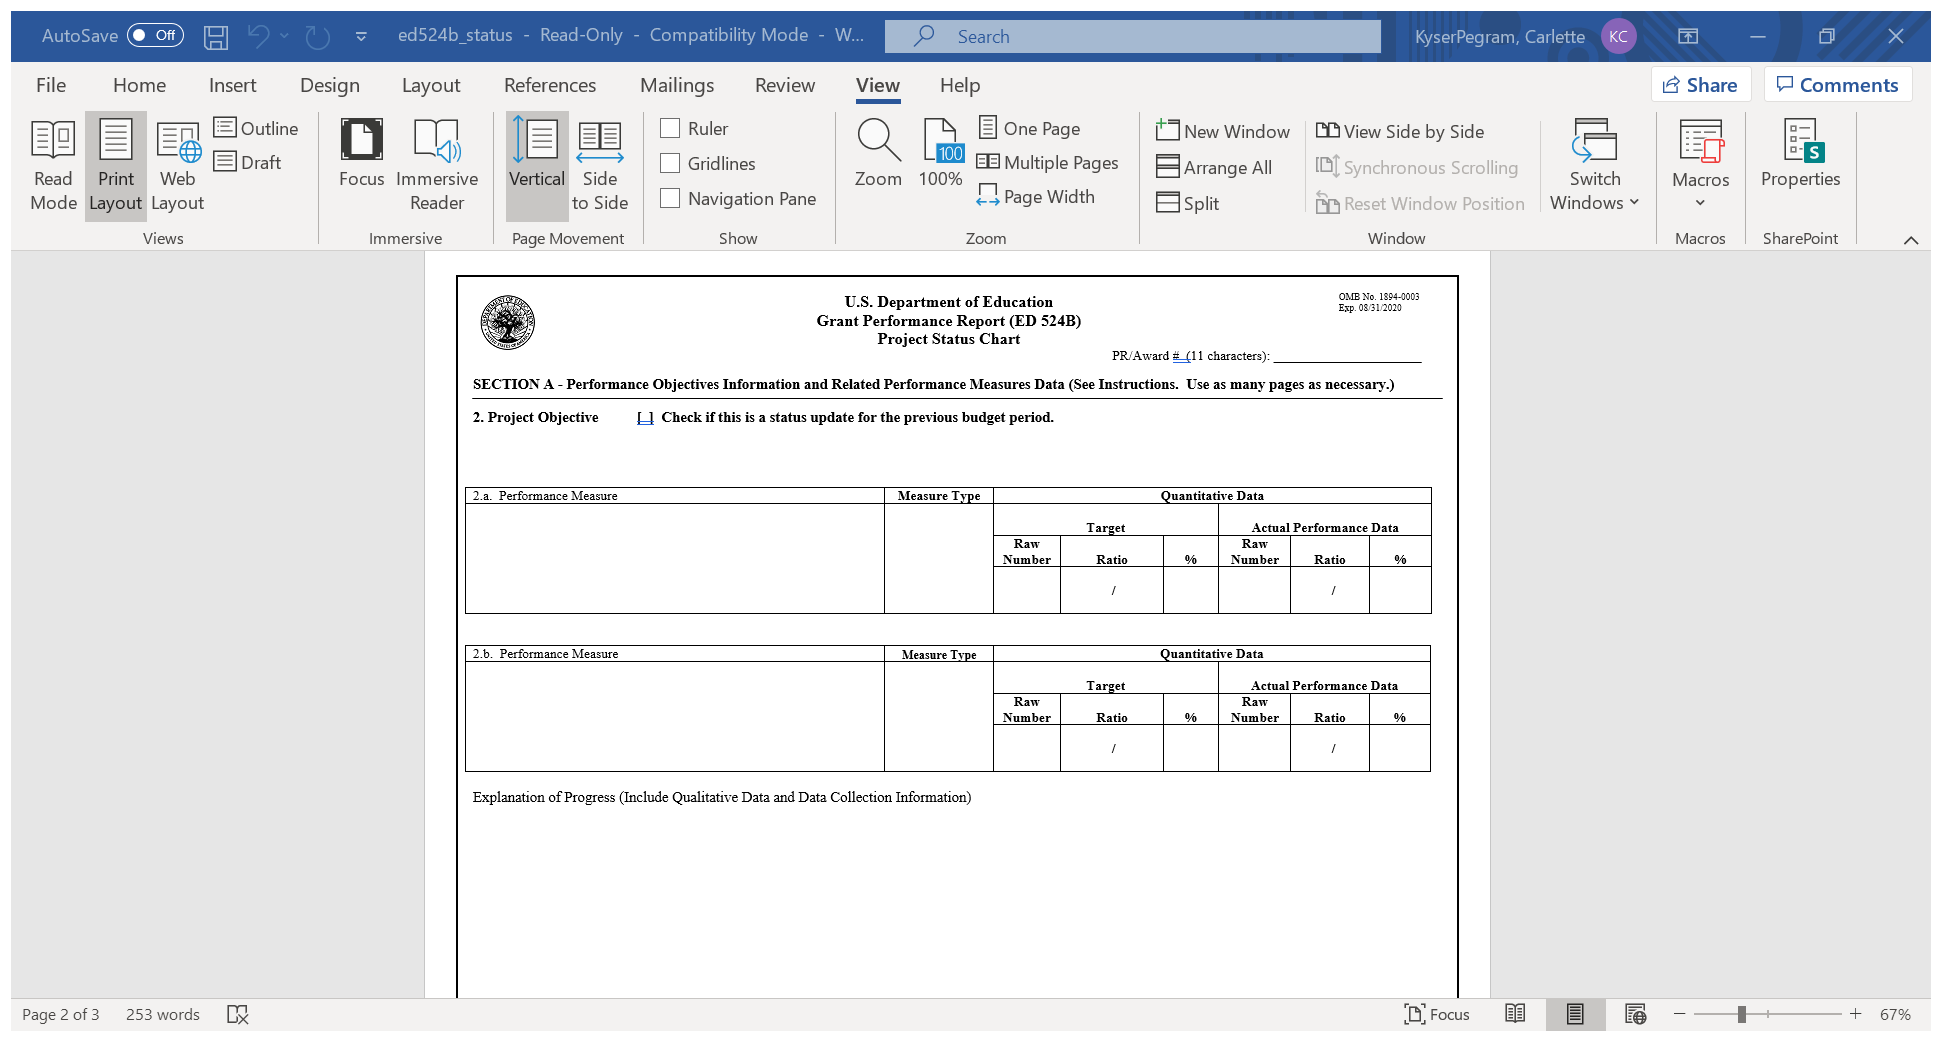 AutoSave Off ed524b_status - Read-Only - Compatibility Mode - W... Search KyserPegram, Carlette KC
File Home Insert Design Layout References Mailings Review View Help Share Comments
Read Mode
Print Layout
Web Layout
Outline
Draft
Views
Focus
Immersive Reader
Immersive
Vertical
Side to Side
Page Movement
Ruler
Gridlines
Navigation Pane
Show
Zoom
100
100%
One Page
Multiple Pages
Page Width
Zoom
New Window
Arrange All
Split
View Side by Side
Synchronous Scrolling
Reset Window Position
Switch Windows
Window
Macros
Macros
S
Properties
SharePoint
U.S. Department of Education
Grant Performance Report (ED 524B)
Project Status Chart
OMB No. 1894-0003
Exp. 08/31/2020
PR/Award # (11 characters): ____________________
SECTION A - Performance Objectives Information and Related Performance Measures Data (See Instructions. Use as many pages as necessary.)
2. Project Objective [ ] Check if this is a status update for the previous budget period.
2.a. Performance Measure Measure Type Quantitative Data
Target Actual Performance Data
Raw Number Ratio % Raw Number Ratio %
/ /
2.b. Performance Measure Measure Type Quantitative Data
Target Actual Performance Data
Raw Number Ratio % Raw Number Ratio %
/ /
Explanation of Progress (Include Qualitative Data and Data Collection Information)
Page 2 of 3 253 words Focus 67%